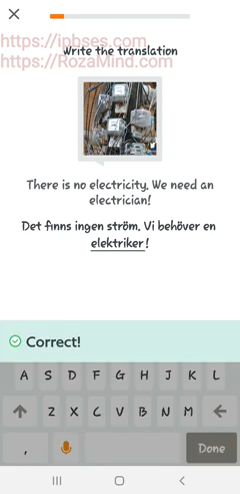 https://ipbses.com
Write the translation
https://RozaMind.com
There is no electricity. We need an
electrician!
Det finns ingen ström. Vi behöver en
elektriker!
Correct!
A S D F G H J K L
Z X C V B N M
,
Done